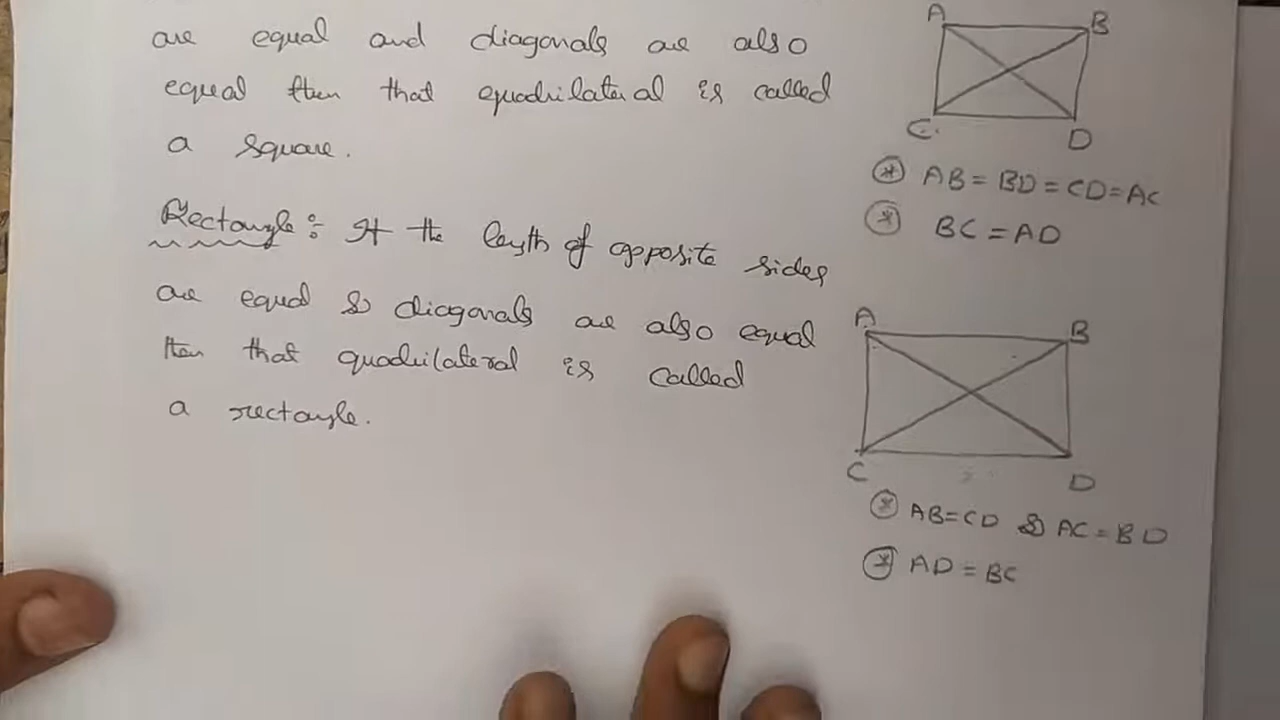 are equal and diagonals are also
equal then that quadrilateral is called
a square.
Rectangle : If the length of opposite sides
are equal & diagonals are also equal
then that quadrilateral is called
a rectangle.
A B
C D
* AB = BD = CD = AC
* BC = AD
A B
C D
* AB = CD & AC = BD
* AD = BC